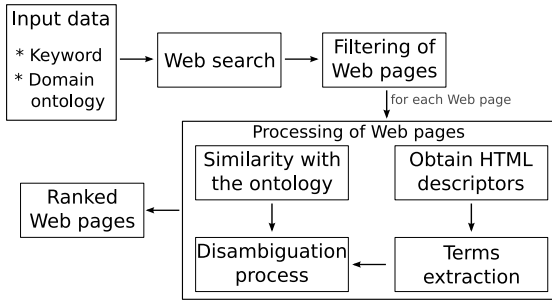 Input data
* Keyword
* Domain
ontology
Web search
Filtering of
Web pages
for each Web page
Processing of Web pages
Similarity with
the ontology
Obtain HTML
descriptors
Ranked
Web pages
Disambiguation
process
Terms
extraction